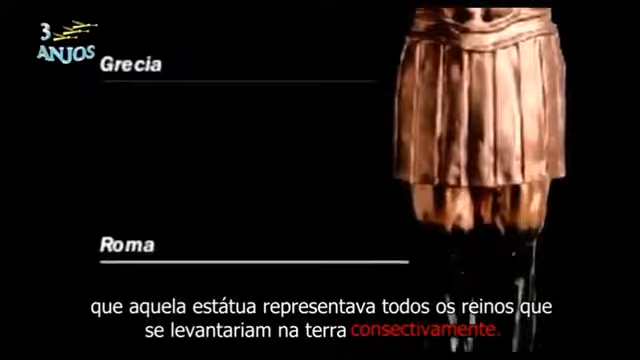 3
ANJOS
Grecia
Roma
que aquela estátua representava todos os reinos que
se levantariam na terra consectivamente.